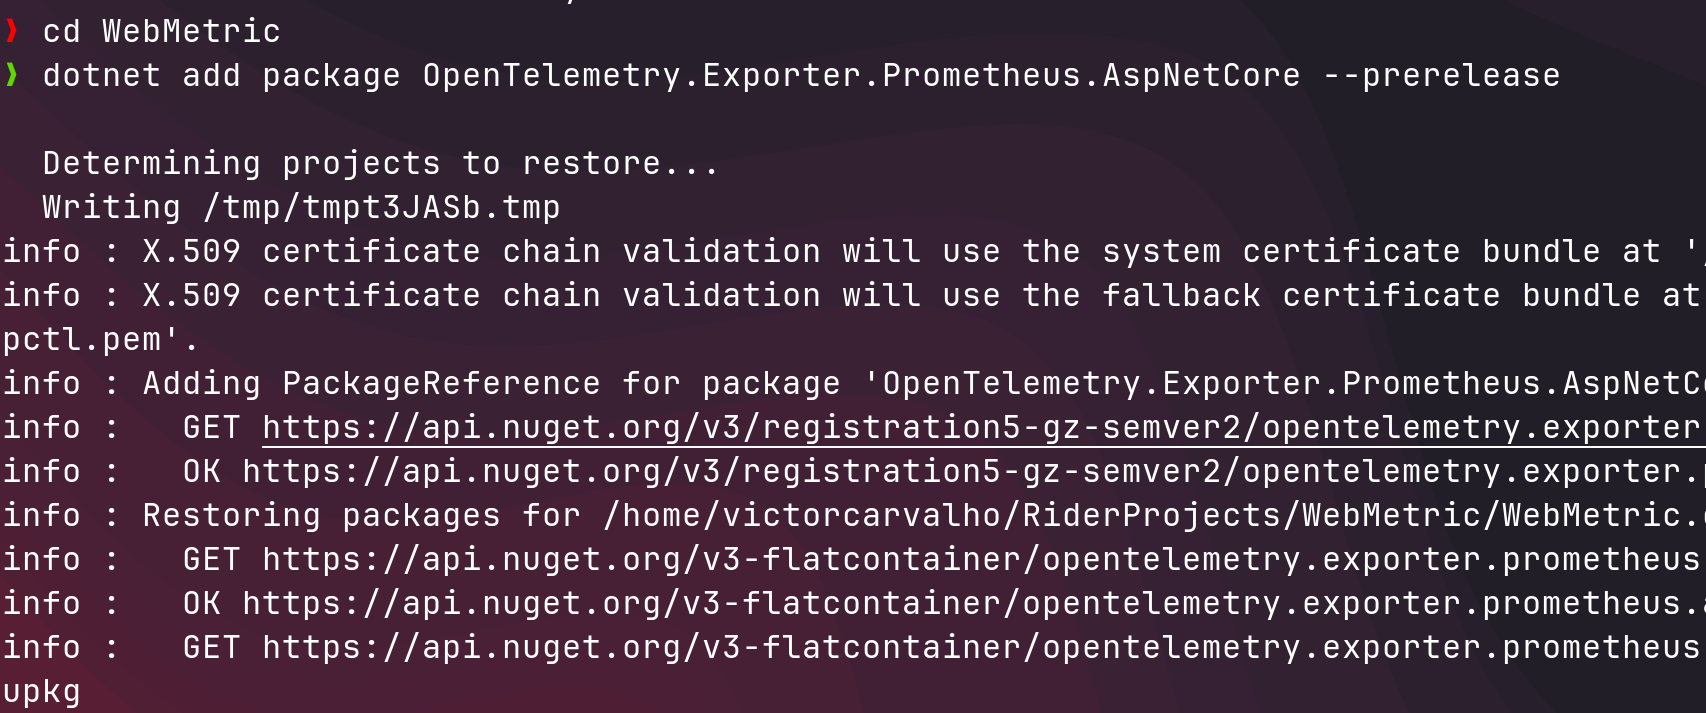 ❯ cd WebMetric
❯ dotnet add package OpenTelemetry.Exporter.Prometheus.AspNetCore --prerelease
Determining projects to restore...
Writing /tmp/tmpt3JASb.tmp
info : X.509 certificate chain validation will use the system certificate bundle at '/
info : X.509 certificate chain validation will use the fallback certificate bundle at
pctl.pem'.
info : Adding PackageReference for package 'OpenTelemetry.Exporter.Prometheus.AspNetCo
info :   GET https://api.nuget.org/v3/registration5-gz-semver2/opentelemetry.exporter
info :   OK https://api.nuget.org/v3/registration5-gz-semver2/opentelemetry.exporter.p
info : Restoring packages for /home/victorcarvalho/RiderProjects/WebMetric/WebMetric.c
info :   GET https://api.nuget.org/v3-flatcontainer/opentelemetry.exporter.prometheus
info :   OK https://api.nuget.org/v3-flatcontainer/opentelemetry.exporter.prometheus.a
info :   GET https://api.nuget.org/v3-flatcontainer/opentelemetry.exporter.prometheus
upkg